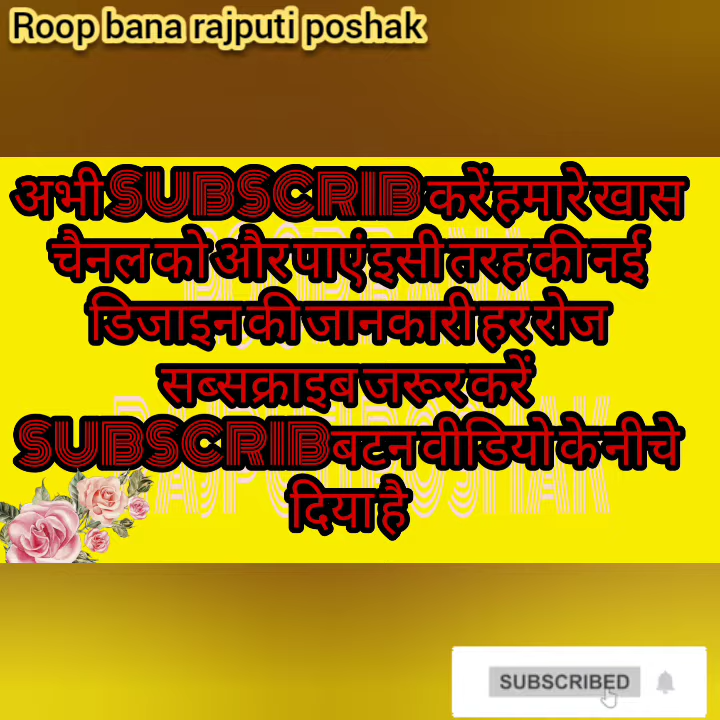 Roop bana rajputi poshak
अभी SUBSCRIB करें हमारे खास
चैनल को और पाएं इसी तरह की नई
डिजाइन की जानकारी हर रोज
सब्सक्राइब जरूर करें
SUBSCRIB बटन वीडियो के नीचे
दिया है
SUBSCRIBED